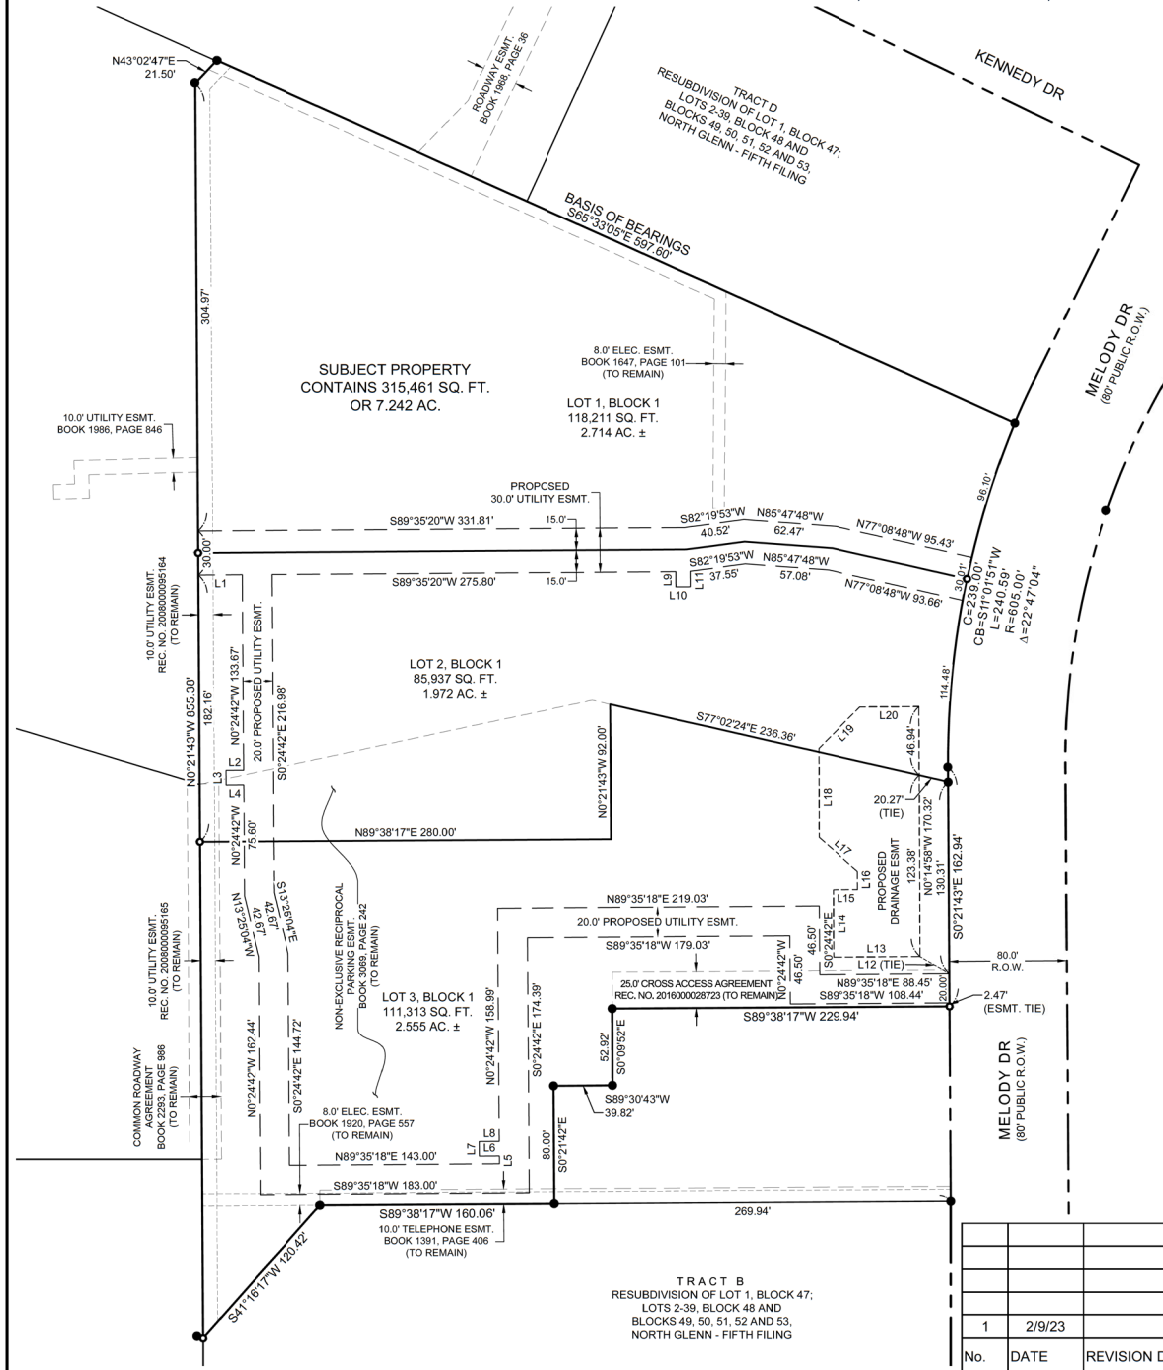 KENNEDY DR
N43°02'47"E
21.50'
ROADWAY ESMT.
BOOK 1968, PAGE 36
TRACT D
RESUBDIVISION OF LOT 1, BLOCK 47;
LOTS 2-39, BLOCK 48 AND
BLOCKS 49, 50, 51, 52 AND 53,
NORTH GLENN - FIFTH FILING
BASIS OF BEARINGS
S65°33'05"E 597.60'
MELODY DR
(80' PUBLIC R.O.W.)
304.97'
SUBJECT PROPERTY
CONTAINS 315,461 SQ. FT.
OR 7.242 AC.
8.0' ELEC. ESMT.
BOOK 1647, PAGE 101
(TO REMAIN)
LOT 1, BLOCK 1
118,211 SQ. FT.
2.714 AC. ±
10.0' UTILITY ESMT.
BOOK 1986, PAGE 846
96.10'
PROPOSED
30.0' UTILITY ESMT.
S89°35'20"W 331.81'
15.0'
S82°19'53"W
40.52'
N85°47'48"W
62.47'
N77°08'48"W 95.43'
30.00'
L1
S89°35'20"W 275.80'
15.0'
L9
L10
L11
S82°19'53"W
37.55'
N85°47'48"W
57.08'
N77°08'48"W 93.66'
30.01'
C=239.00'
CB=S11°01'51"W
L=240.59'
R=605.00'
Δ=22°47'04"
10.0' UTILITY ESMT.
REC. NO. 2008000095164
(TO REMAIN)
N0°21'43"W 655.00'
182.16'
N0°24'42"W 133.67'
20.0' PROPOSED UTILITY ESMT.
S0°24'42"E 216.98'
LOT 2, BLOCK 1
85,937 SQ. FT.
1.972 AC. ±
114.48'
S77°02'24"E 236.36'
L19
L20
46.94'
L2
L3
L4
N0°21'43"W 92.00'
L18
20.27'
(TIE)
N0°24'42"W
75.60'
N89°38'17"E 280.00'
L17
L16
L15
L14
L13
L12 (TIE)
PROPOSED
DRAINAGE ESMT
123.38'
N0°14'58"W 170.32'
130.31'
S0°21'43"E 162.94'
N13°25'04"W
42.67'
42.67'
S13°25'04"E
NON-EXCLUSIVE RECIPROCAL
PARKING ESMT.
BOOK 3069, PAGE 242
(TO REMAIN)
N89°35'18"E 219.03'
20.0' PROPOSED UTILITY ESMT.
S89°35'18"W 179.03'
N0°24'42"W
46.50'
46.50'
S0°24'42"E
80.0'
R.O.W.
10.0' UTILITY ESMT.
REC. NO. 2008000095165
(TO REMAIN)
25.0' CROSS ACCESS AGREEMENT
REC. NO. 2016000028723 (TO REMAIN)
N89°35'18"E 88.45'
S89°35'18"W 108.44'
20.00'
2.47'
(ESMT. TIE)
S89°38'17"W 229.94'
LOT 3, BLOCK 1
111,313 SQ. FT.
2.555 AC. ±
N0°24'42"W 158.99'
S0°24'42"E 174.39'
52.92'
S0°09'52"E
S89°30'43"W
39.82'
80.00'
S0°21'42"E
MELODY DR
(80' PUBLIC R.O.W.)
N0°24'42"W 162.44'
S0°24'42"E 144.72'
COMMON ROADWAY
AGREEMENT
BOOK 2293, PAGE 986
(TO REMAIN)
8.0' ELEC. ESMT.
BOOK 1920, PAGE 557
(TO REMAIN)
L8
L7
L6
L5
N89°35'18"E 143.00'
S89°35'18"W 183.00'
S89°38'17"W 160.06'
269.94'
10.0' TELEPHONE ESMT.
BOOK 1391, PAGE 406
(TO REMAIN)
S41°16'17"W 120.42'
TRACT B
RESUBDIVISION OF LOT 1, BLOCK 47;
LOTS 2-39, BLOCK 48 AND
BLOCKS 49, 50, 51, 52 AND 53,
NORTH GLENN - FIFTH FILING
1 2/9/23
No. DATE REVISION D